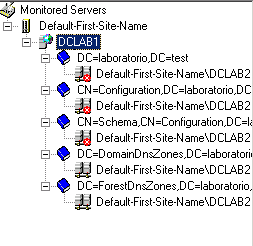 Monitored Servers
Default-First-Site-Name
DCLAB1
DC=laboratorio,DC=test
Default-First-Site-Name\DCLAB2
CN=Configuration,DC=laboratorio,DC
Default-First-Site-Name\DCLAB2
CN=Schema,CN=Configuration,DC=la
Default-First-Site-Name\DCLAB2
DC=DomainDnsZones,DC=laboratori
Default-First-Site-Name\DCLAB2
DC=ForestDnsZones,DC=laboratorio,
Default-First-Site-Name\DCLAB2